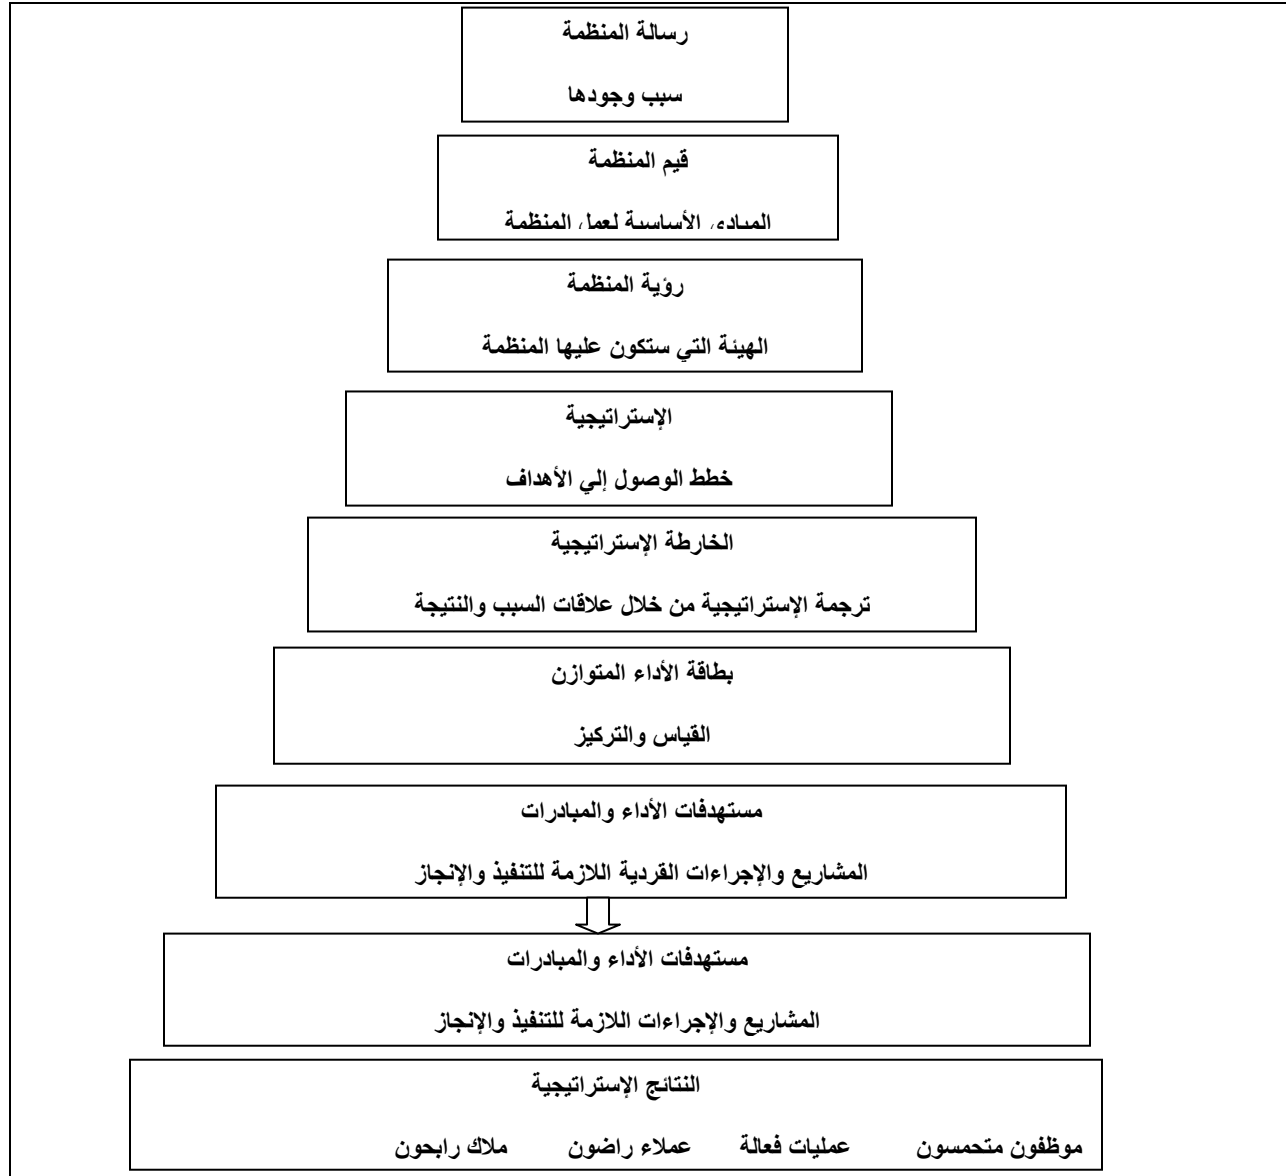 رسالة المنظمة
سبب وجودها
قيم المنظمة
المبادئ الأساسية لعمل المنظمة
رؤية المنظمة
الهيئة التي ستكون عليها المنظمة
الإستراتيجية
خطط الوصول إلي الأهداف
الخارطة الإستراتيجية
ترجمة الإستراتيجية من خلال علاقات السبب والنتيجة
بطاقة الأداء المتوازن
القياس والتركيز
مستهدفات الأداء والمبادرات
المشاريع والإجراءات القردية اللازمة للتنفيذ والإنجاز
مستهدفات الأداء والمبادرات
المشاريع والإجراءات اللازمة للتنفيذ والإنجاز
النتائج الإستراتيجية
موظفون متحمسون عمليات فعالة عملاء راضون ملاك رابحون